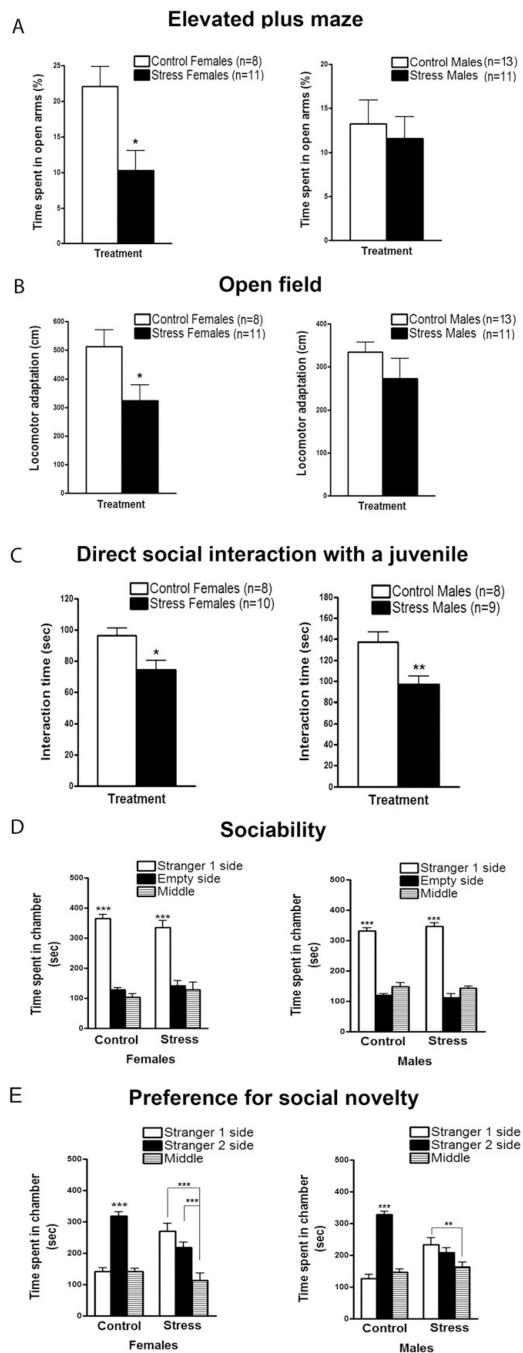 A
Elevated plus maze
Control Females (n=8)
Stress Females (n=11)
Time spent in open arms (%)
25
20
15
10
5
0
*
Treatment
Control Males (n=13)
Stress Males (n=11)
Time spent in open arms (%)
20
15
10
5
0
Treatment
B
Open field
Control Females (n=8)
Stress Females (n=11)
Locomotor adaptation (cm)
600
500
400
300
200
100
0
*
Treatment
Control Males (n=13)
Stress Males (n=11)
Locomotor adaptation (cm)
400
300
200
100
0
Treatment
C
Direct social interaction with a juvenile
Control Females (n=8)
Stress Females (n=10)
Interaction time (sec)
120
100
80
60
40
20
0
*
Treatment
Control Males (n=8)
Stress Males (n=9)
Interaction time (sec)
180
160
140
120
100
80
60
40
20
0
**
Treatment
D
Sociability
Stranger 1 side
Empty side
Middle
Time spent in chamber
(sec)
500
400
300
200
100
0
***
***
Control Stress
Females
Stranger 1 side
Empty side
Middle
Time spent in chamber
(sec)
500
400
300
200
100
0
***
***
Control Stress
Males
E
Preference for social novelty
Stranger 1 side
Stranger 2 side
Middle
Time spent in chamber
(sec)
500
400
300
200
100
0
***
***
***
Control Stress
Females
Stranger 1 side
Stranger 2 side
Middle
Time spent in chamber
(sec)
500
400
300
200
100
0
***
**
Control Stress
Males